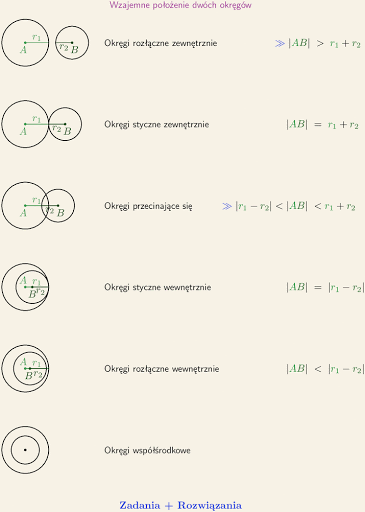 Wzajemne położenie dwóch okręgów
r₁ r₂ A B Okręgi rozłączne zewnętrznie ≫ |AB| > r₁ + r₂
r₁ r₂ A B Okręgi styczne zewnętrznie |AB| = r₁ + r₂
r₁ r₂ A B Okręgi przecinające się ≫ |r₁ − r₂| < |AB| < r₁ + r₂
A r₁ B r₂ Okręgi styczne wewnętrznie |AB| = |r₁ − r₂|
A r₁ B r₂ Okręgi rozłączne wewnętrznie |AB| < |r₁ − r₂|
Okręgi współśrodkowe
Zadania + Rozwiązania